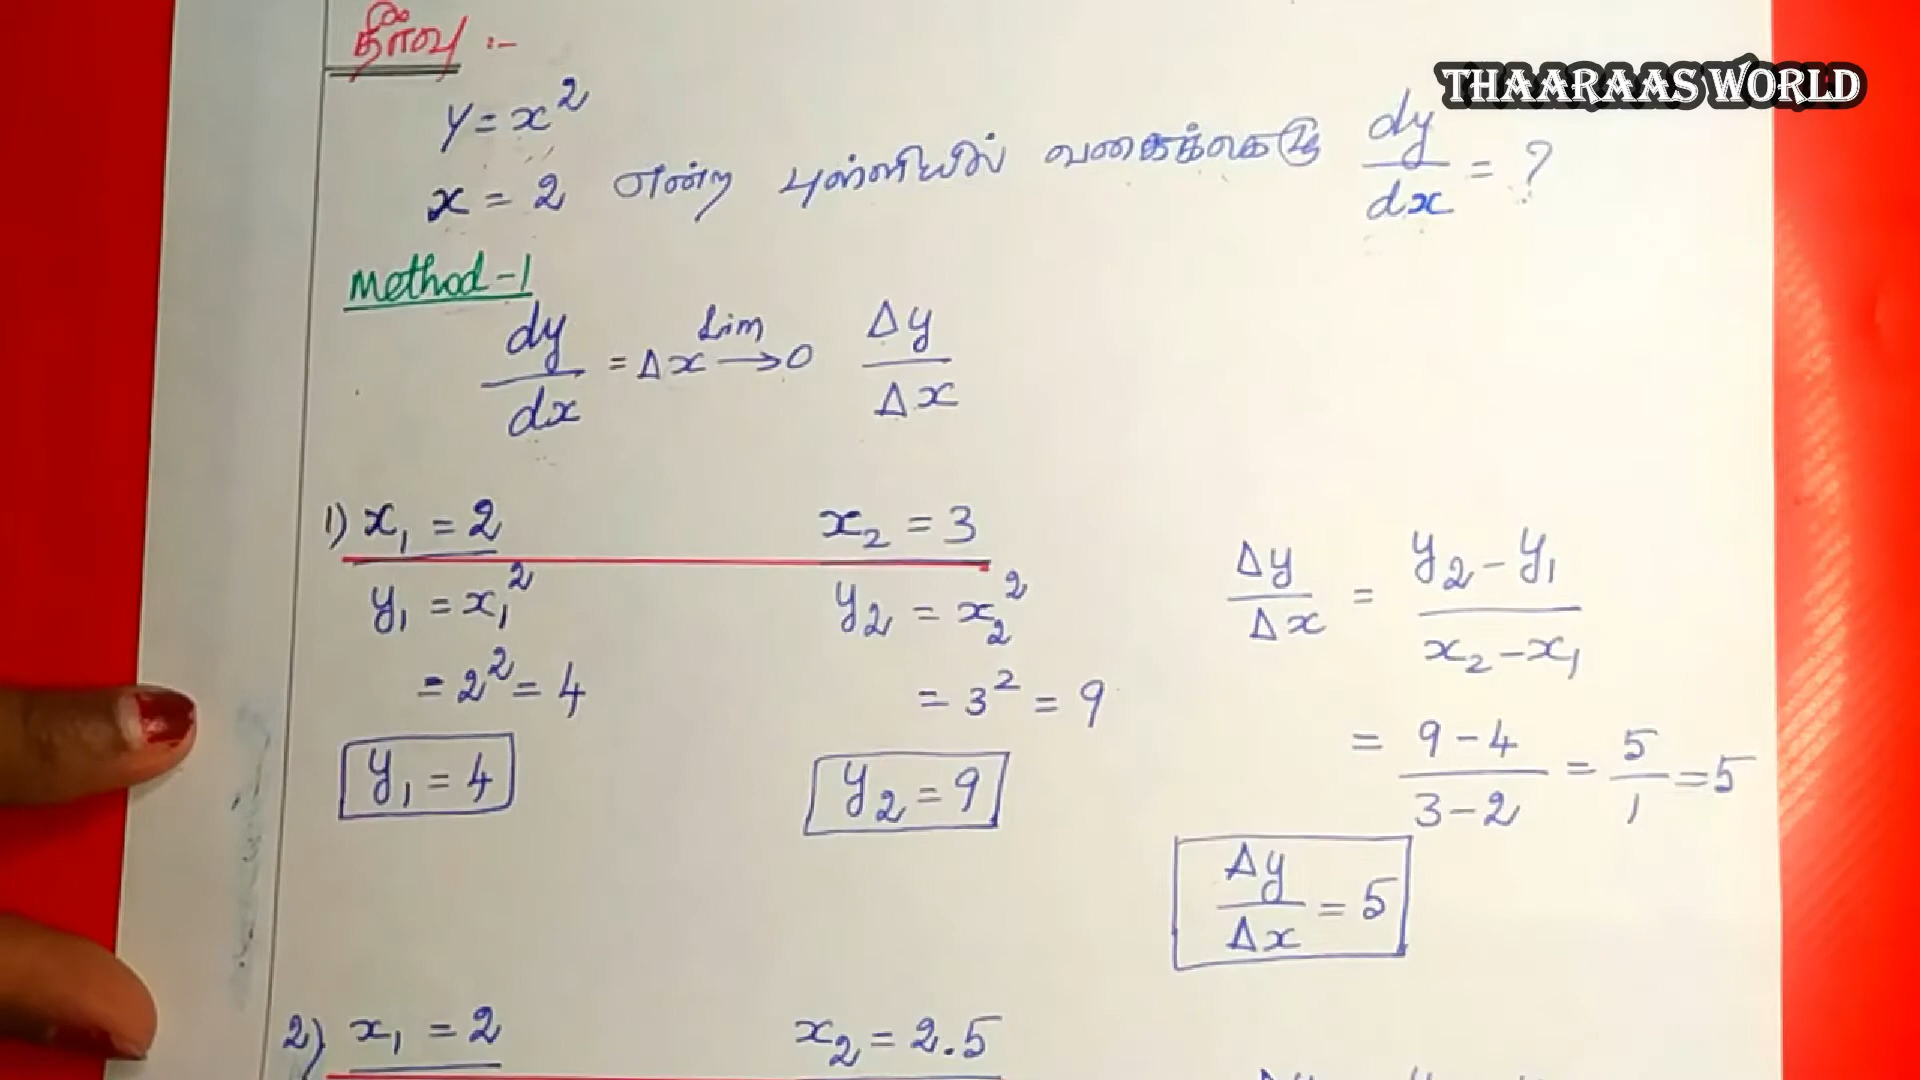 தீர்வு :-
THAARAAS WORLD
y = x²
x = 2 என்ற புள்ளியில் வகைக்கெழு dy/dx = ?
Method-1
dy/dx = Lim Δx→0 Δy/Δx
1) x₁ = 2 x₂ = 3
y₁ = x₁² y₂ = x₂² Δy/Δx = y₂-y₁/x₂-x₁
= 2² = 4 = 3² = 9 = 9-4/3-2 = 5/1 = 5
y₁ = 4 y₂ = 9
Δy/Δx = 5
2) x₁ = 2 x₂ = 2.5